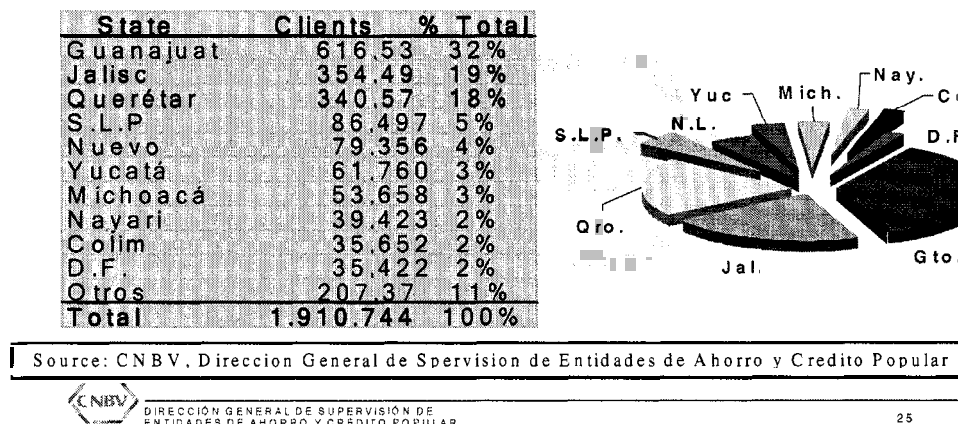 State Clients % Total
Guanajuat 616,53 32%
Jalisc 354,49 19%
Querétar 340,57 18%
S.L.P 86,497 5%
Nuevo 79,356 4%
Yucatá 61,760 3%
Michoacá 53,658 3%
Nayari 39,423 2%
Colim 35,652 2%
D.F. 35,422 2%
Otros 207,37 11%
Total 1,910,744 100%
Nay.
Yuc
Mich.
Co
S.L.P.
N.L.
D.F
Qro.
Jal.
Gto.
Source: CNBV, Direccion General de Spervision de Entidades de Ahorro y Credito Popular
CNBV
DIRECCIÓN GENERAL DE SUPERVISIÓN DE
ENTIDADES DE AHORRO Y CRÉDITO POPULAR
25